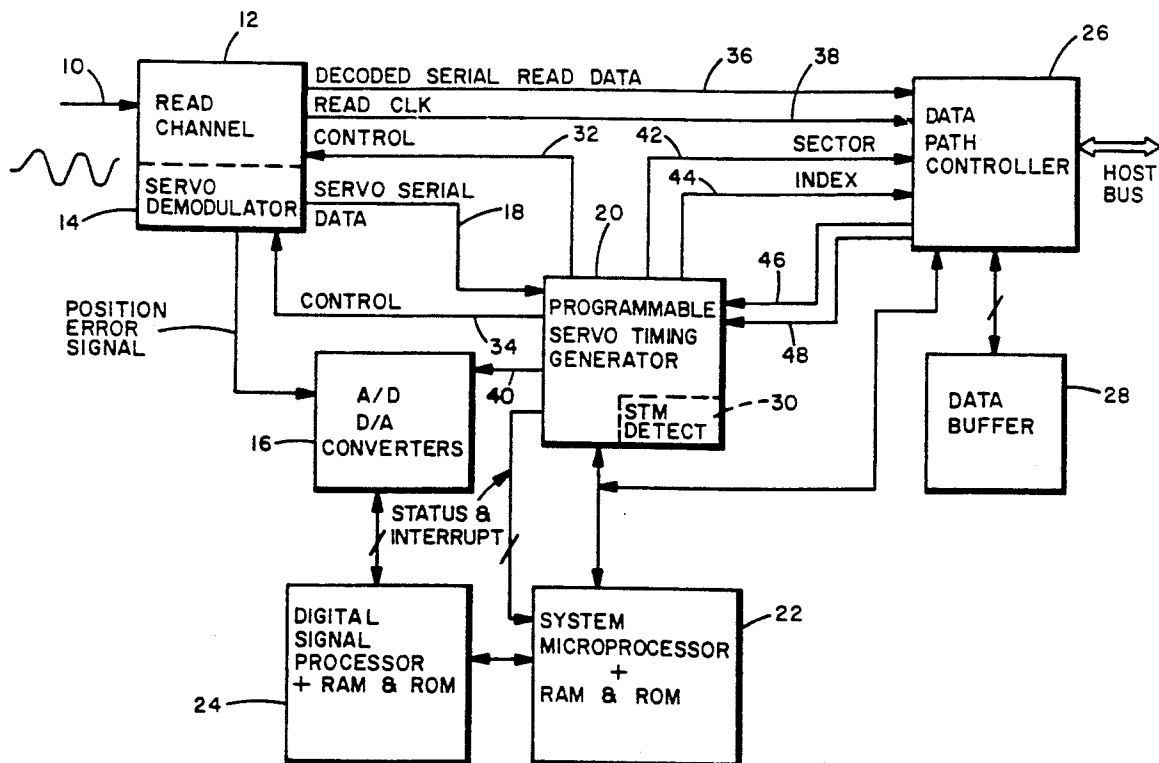 12
10
READ
CHANNEL
SERVO
DEMODULATOR
14
DECODED SERIAL READ DATA
36
38
READ CLK
CONTROL
32
42
SECTOR
44
INDEX
SERVO SERIAL
DATA
18
20
26
DATA
PATH
CONTROLLER
HOST
BUS
46
48
POSITION
ERROR
SIGNAL
CONTROL
34
PROGRAMMABLE
SERVO TIMING
GENERATOR
STM
DETECT
30
40
A/D
D/A
CONVERTERS
16
DATA
BUFFER
28
STATUS &
INTERRUPT
DIGITAL
SIGNAL
PROCESSOR
+ RAM & ROM
24
SYSTEM
MICROPROCESSOR
+
RAM & ROM
22